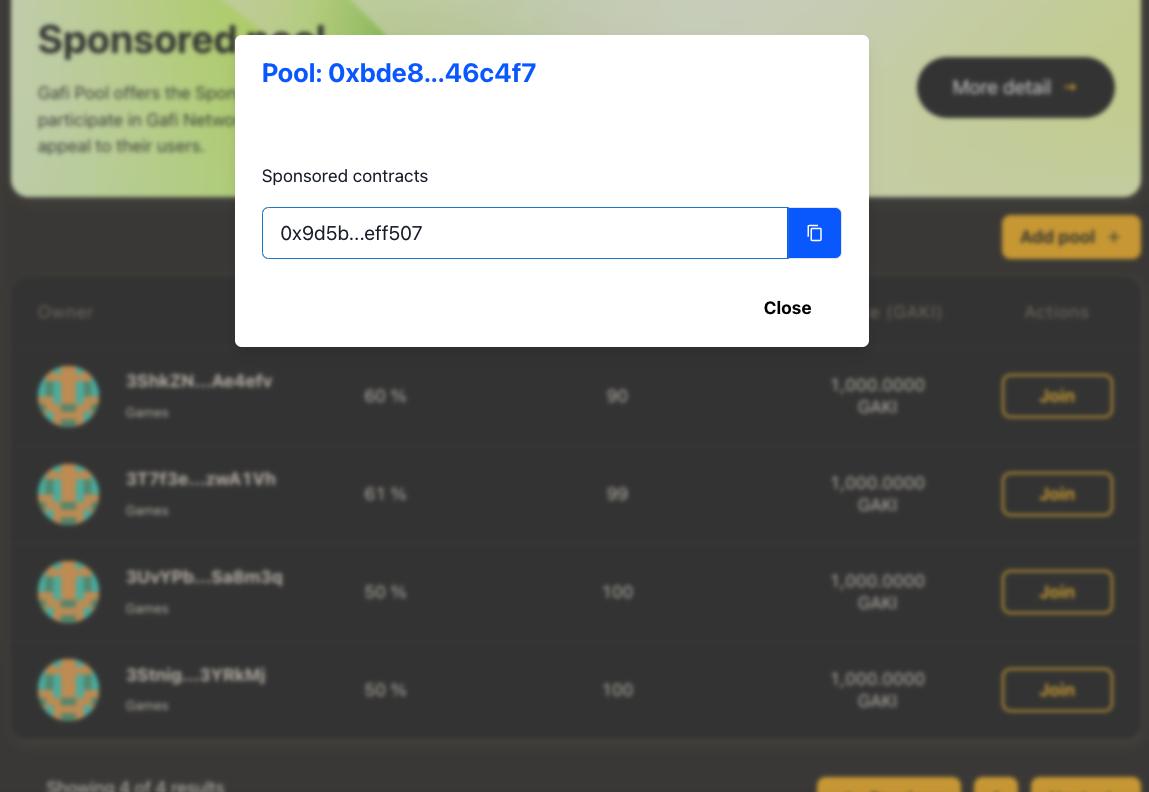 Sponsored pool
Gafi Pool offers the Spon
participate in Gafi Netwo
appeal to their users.
More detail →
Pool: 0xbde8...46c4f7
Sponsored contracts
0x9d5b...eff507
Close
Add pool +
Owner
(GAKI)
Actions
3ShkZN...Ae4efv
Games
60 %
90
1,000.0000
GAKI
Join
3T7f3e...zwA1Vh
Games
61 %
99
1,000.0000
GAKI
Join
3UvYPb...Sa8m3q
Games
50 %
100
1,000.0000
GAKI
Join
3Stnig...3YRkMj
Games
50 %
100
1,000.0000
GAKI
Join
Showing 4 of 4 results